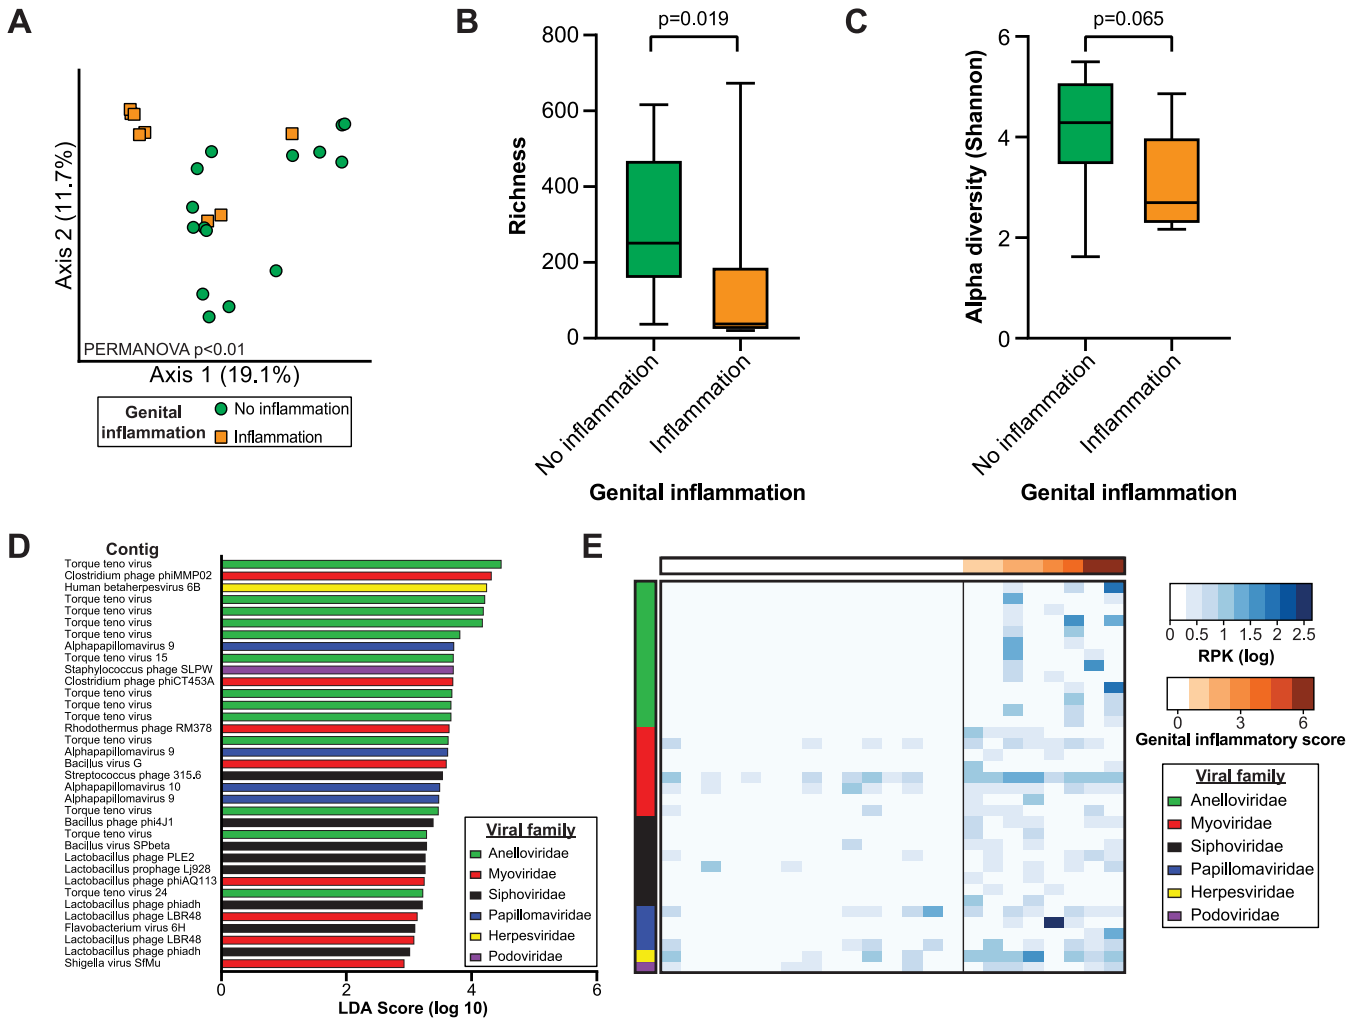 A
Axis 2 (11.7%)
PERMANOVA p<0.01
Axis 1 (19.1%)
Genital
inflammation
No inflammation
Inflammation
B
p=0.019
Richness
800
600
400
200
0
No inflammation
Inflammation
Genital inflammation
C
p=0.065
Alpha diversity (Shannon)
6
4
2
0
No inflammation
Inflammation
Genital inflammation
D
Contig
Torque teno virus
Clostridium phage phiMMP02
Human betaherpesvirus 6B
Torque teno virus
Torque teno virus
Torque teno virus
Torque teno virus
Alphapapillomavirus 9
Torque teno virus 15
Staphylococcus phage SLPW
Clostridium phage phiCT453A
Torque teno virus
Torque teno virus
Torque teno virus
Rhodothermus phage RM378
Torque teno virus
Alphapapillomavirus 9
Bacillus virus G
Streptococcus phage 315.6
Alphapapillomavirus 10
Alphapapillomavirus 9
Torque teno virus
Bacillus phage phi4J1
Torque teno virus
Bacillus virus SPbeta
Lactobacillus phage PLE2
Lactobacillus prophage Lj928
Lactobacillus phage phiAQ113
Torque teno virus 24
Lactobacillus phage phiadh
Lactobacillus phage LBR48
Flavobacterium virus 6H
Lactobacillus phage LBR48
Lactobacillus phage phiadh
Shigella virus SfMu
0 2 4 6
LDA Score (log 10)
Viral family
Anelloviridae
Myoviridae
Siphoviridae
Papillomaviridae
Herpesviridae
Podoviridae
E
0 0.5 1 1.5 2 2.5
RPK (log)
0 3 6
Genital inflammatory score
Viral family
Anelloviridae
Myoviridae
Siphoviridae
Papillomaviridae
Herpesviridae
Podoviridae